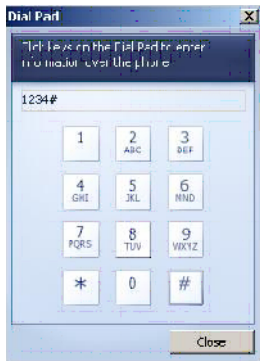 Dial Pad
Click keys on the Dial Pad to enter
information over the phone
1234#
1
2
ABC
3
DEF
4
GHI
5
JKL
6
MNO
7
PQRS
8
TUV
9
WXYZ
*
0
#
Close